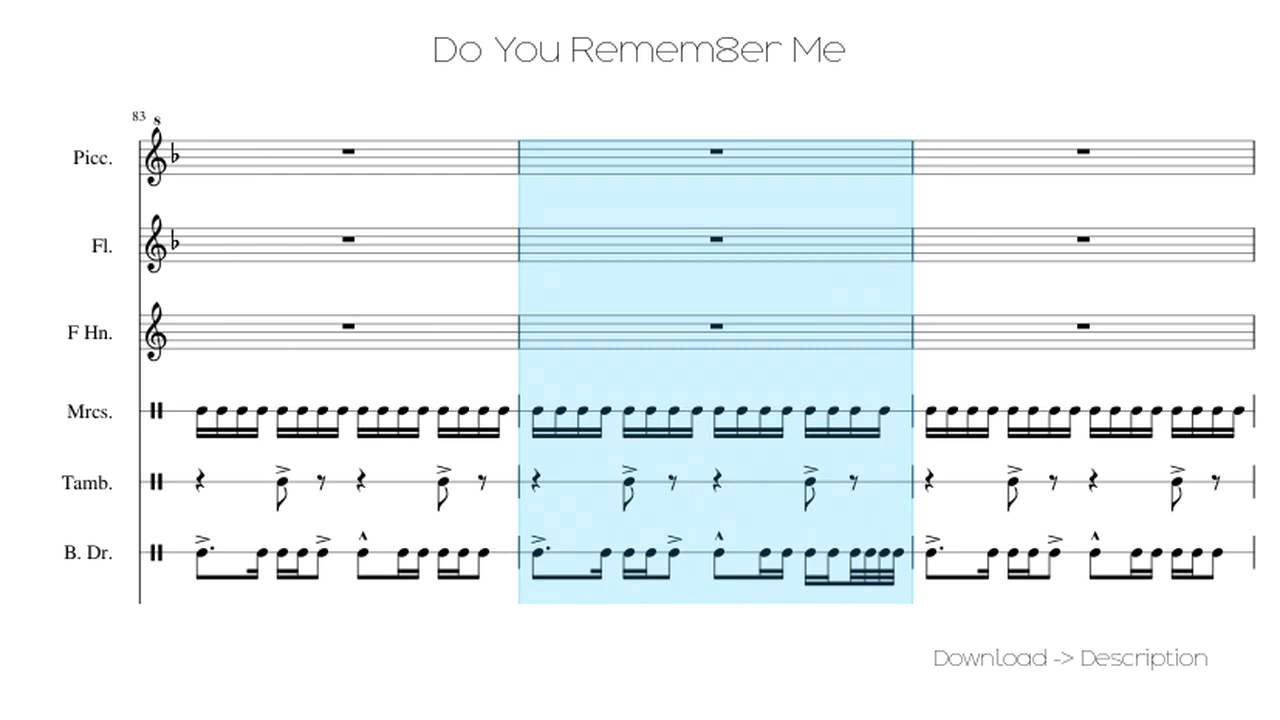 Do You Remem8er Me
83
8
Picc.
Fl.
F Hn.
Mrcs.
Tamb.
B. Dr.
Download -> Description